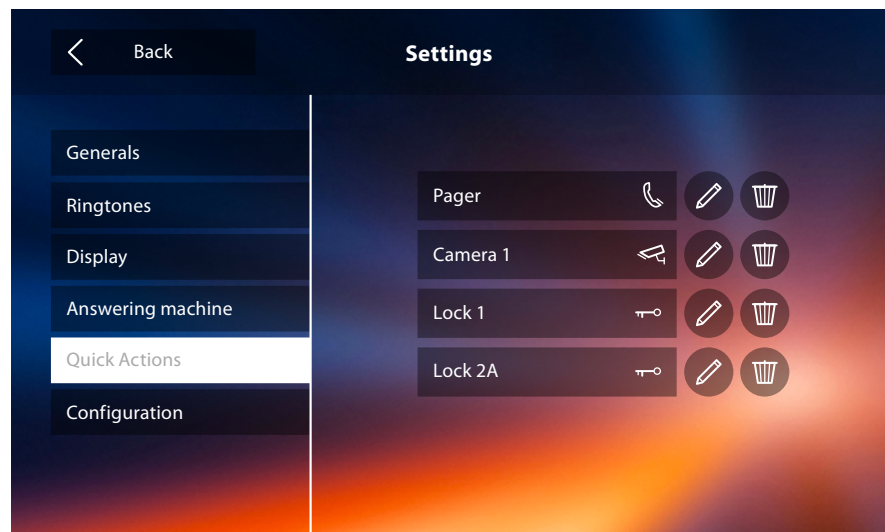 Back
Settings
Generals
Ringtones
Display
Answering machine
Quick Actions
Configuration
Pager
Camera 1
Lock 1
Lock 2A